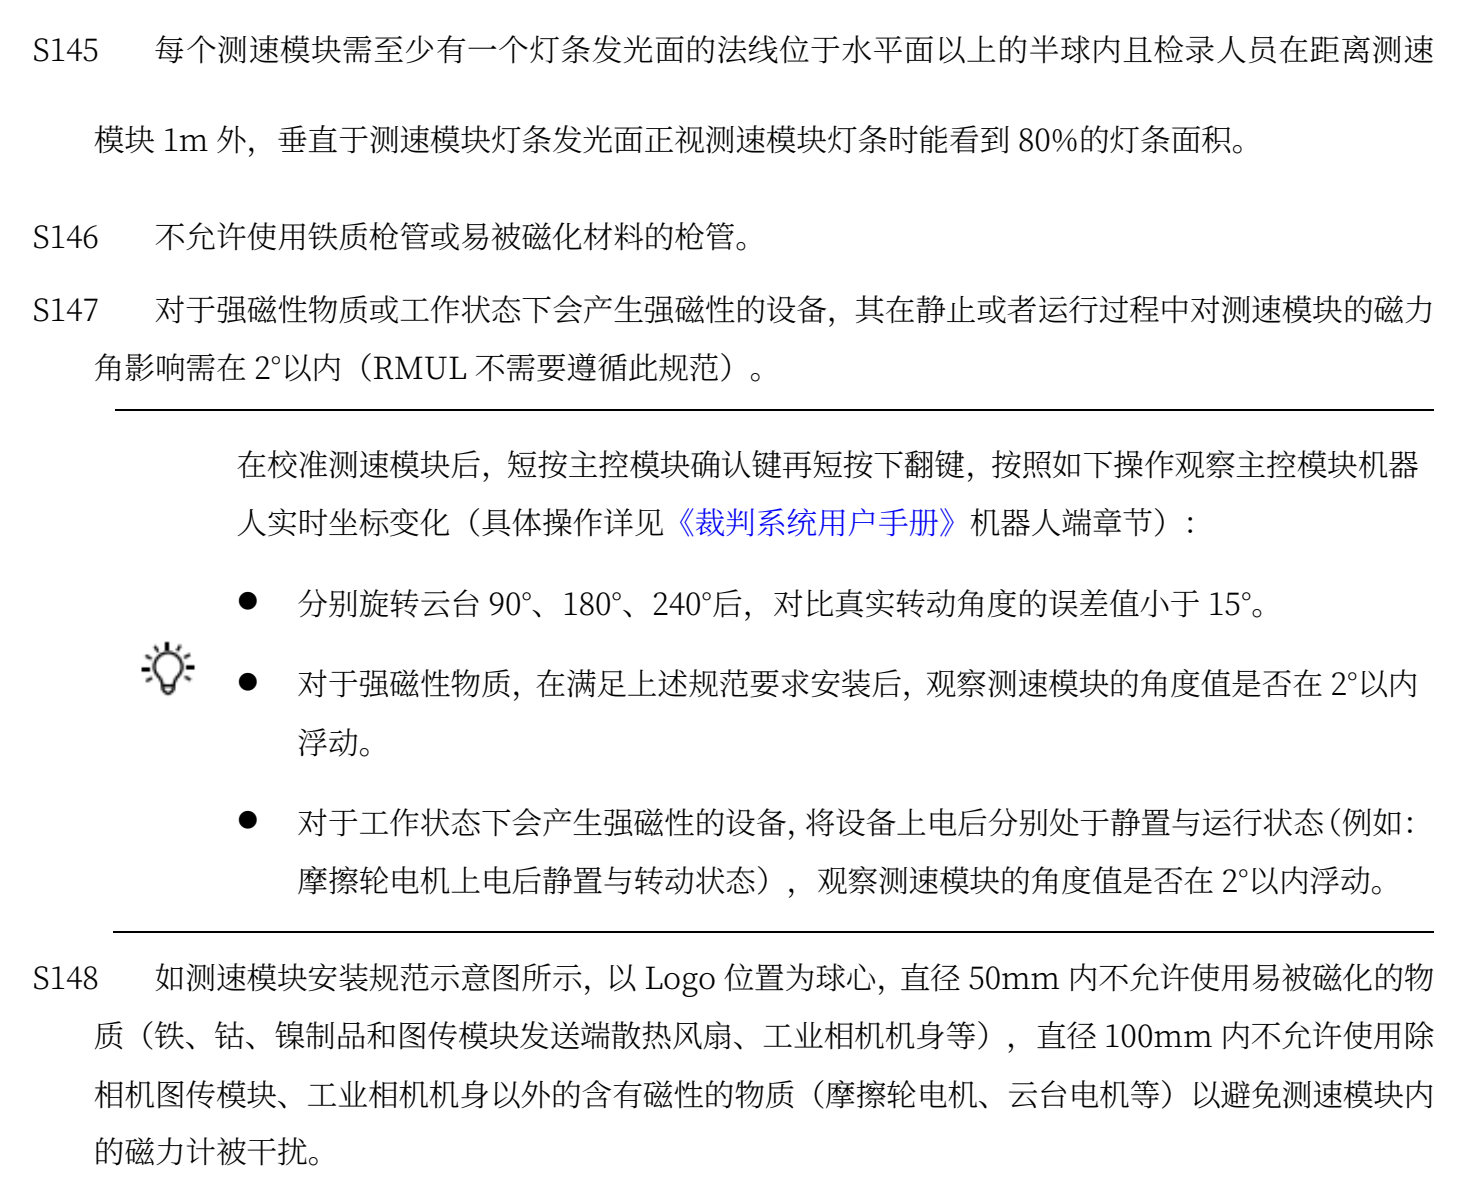 S145 每个测速模块需至少有一个灯条发光面的法线位于水平面以上的半球内且检录人员在距离测速
模块 1m 外，垂直于测速模块灯条发光面正视测速模块灯条时能看到 80%的灯条面积。
S146 不允许使用铁质枪管或易被磁化材料的枪管。
S147 对于强磁性物质或工作状态下会产生强磁性的设备，其在静止或者运行过程中对测速模块的磁力
角影响需在 2°以内（RMUL 不需要遵循此规范）。
在校准测速模块后，短按主控模块确认键再短按下翻键，按照如下操作观察主控模块机器
人实时坐标变化（具体操作详见《裁判系统用户手册》机器人端章节）：
● 分别旋转云台 90°、180°、240°后，对比真实转动角度的误差值小于 15°。
● 对于强磁性物质，在满足上述规范要求安装后，观察测速模块的角度值是否在 2°以内
浮动。
● 对于工作状态下会产生强磁性的设备，将设备上电后分别处于静置与运行状态（例如：
摩擦轮电机上电后静置与转动状态），观察测速模块的角度值是否在 2°以内浮动。
S148 如测速模块安装规范示意图所示，以 Logo 位置为球心，直径 50mm 内不允许使用易被磁化的物
质（铁、钴、镍制品和图传模块发送端散热风扇、工业相机机身等），直径 100mm 内不允许使用除
相机图传模块、工业相机机身以外的含有磁性的物质（摩擦轮电机、云台电机等）以避免测速模块内
的磁力计被干扰。